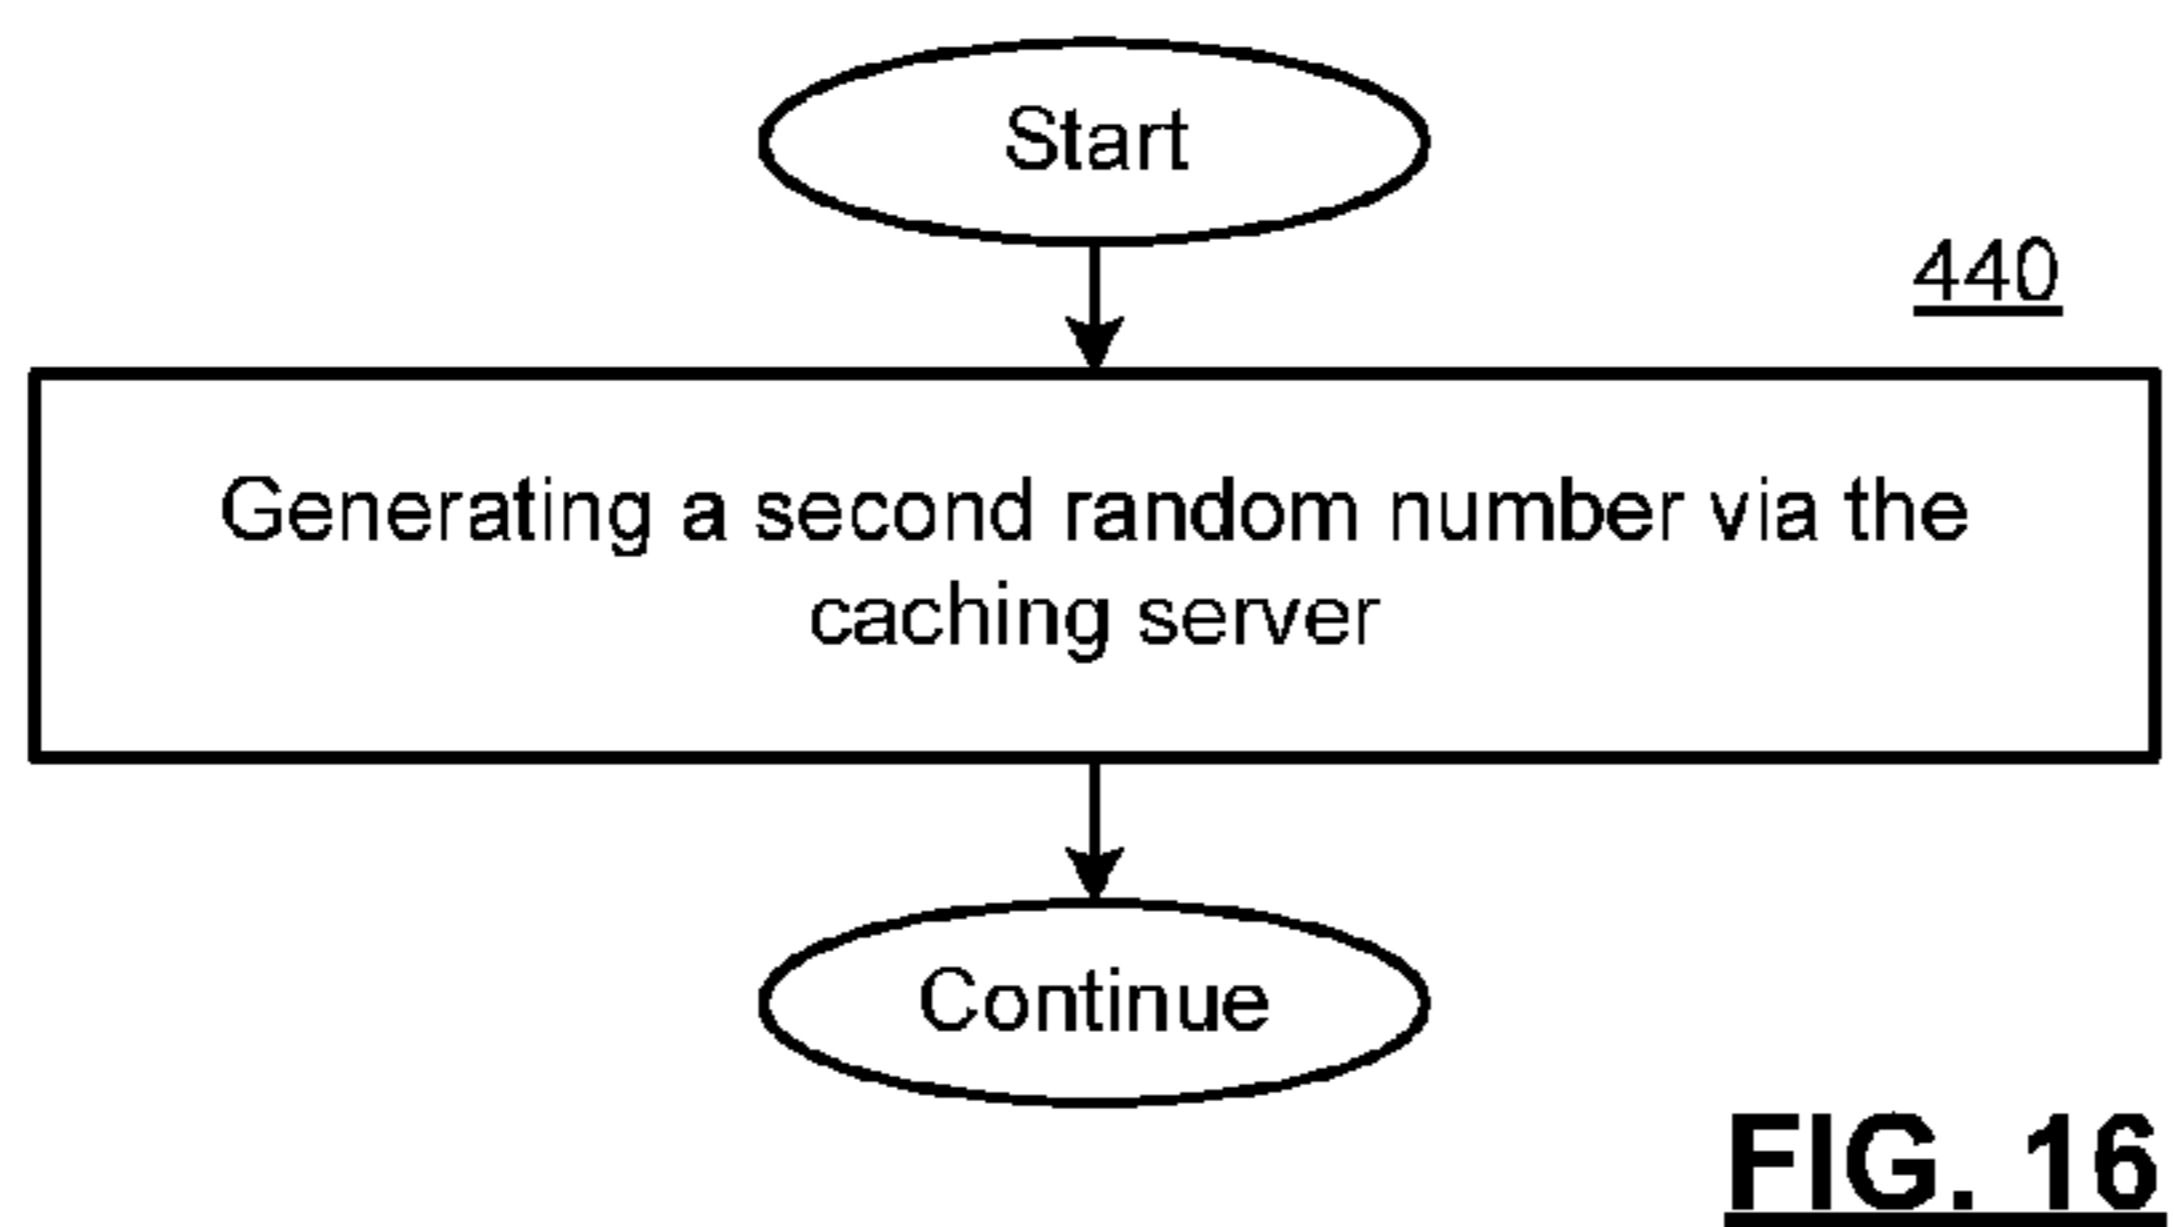 Start
440
Generating a second random number via the
caching server
Continue
FIG. 16